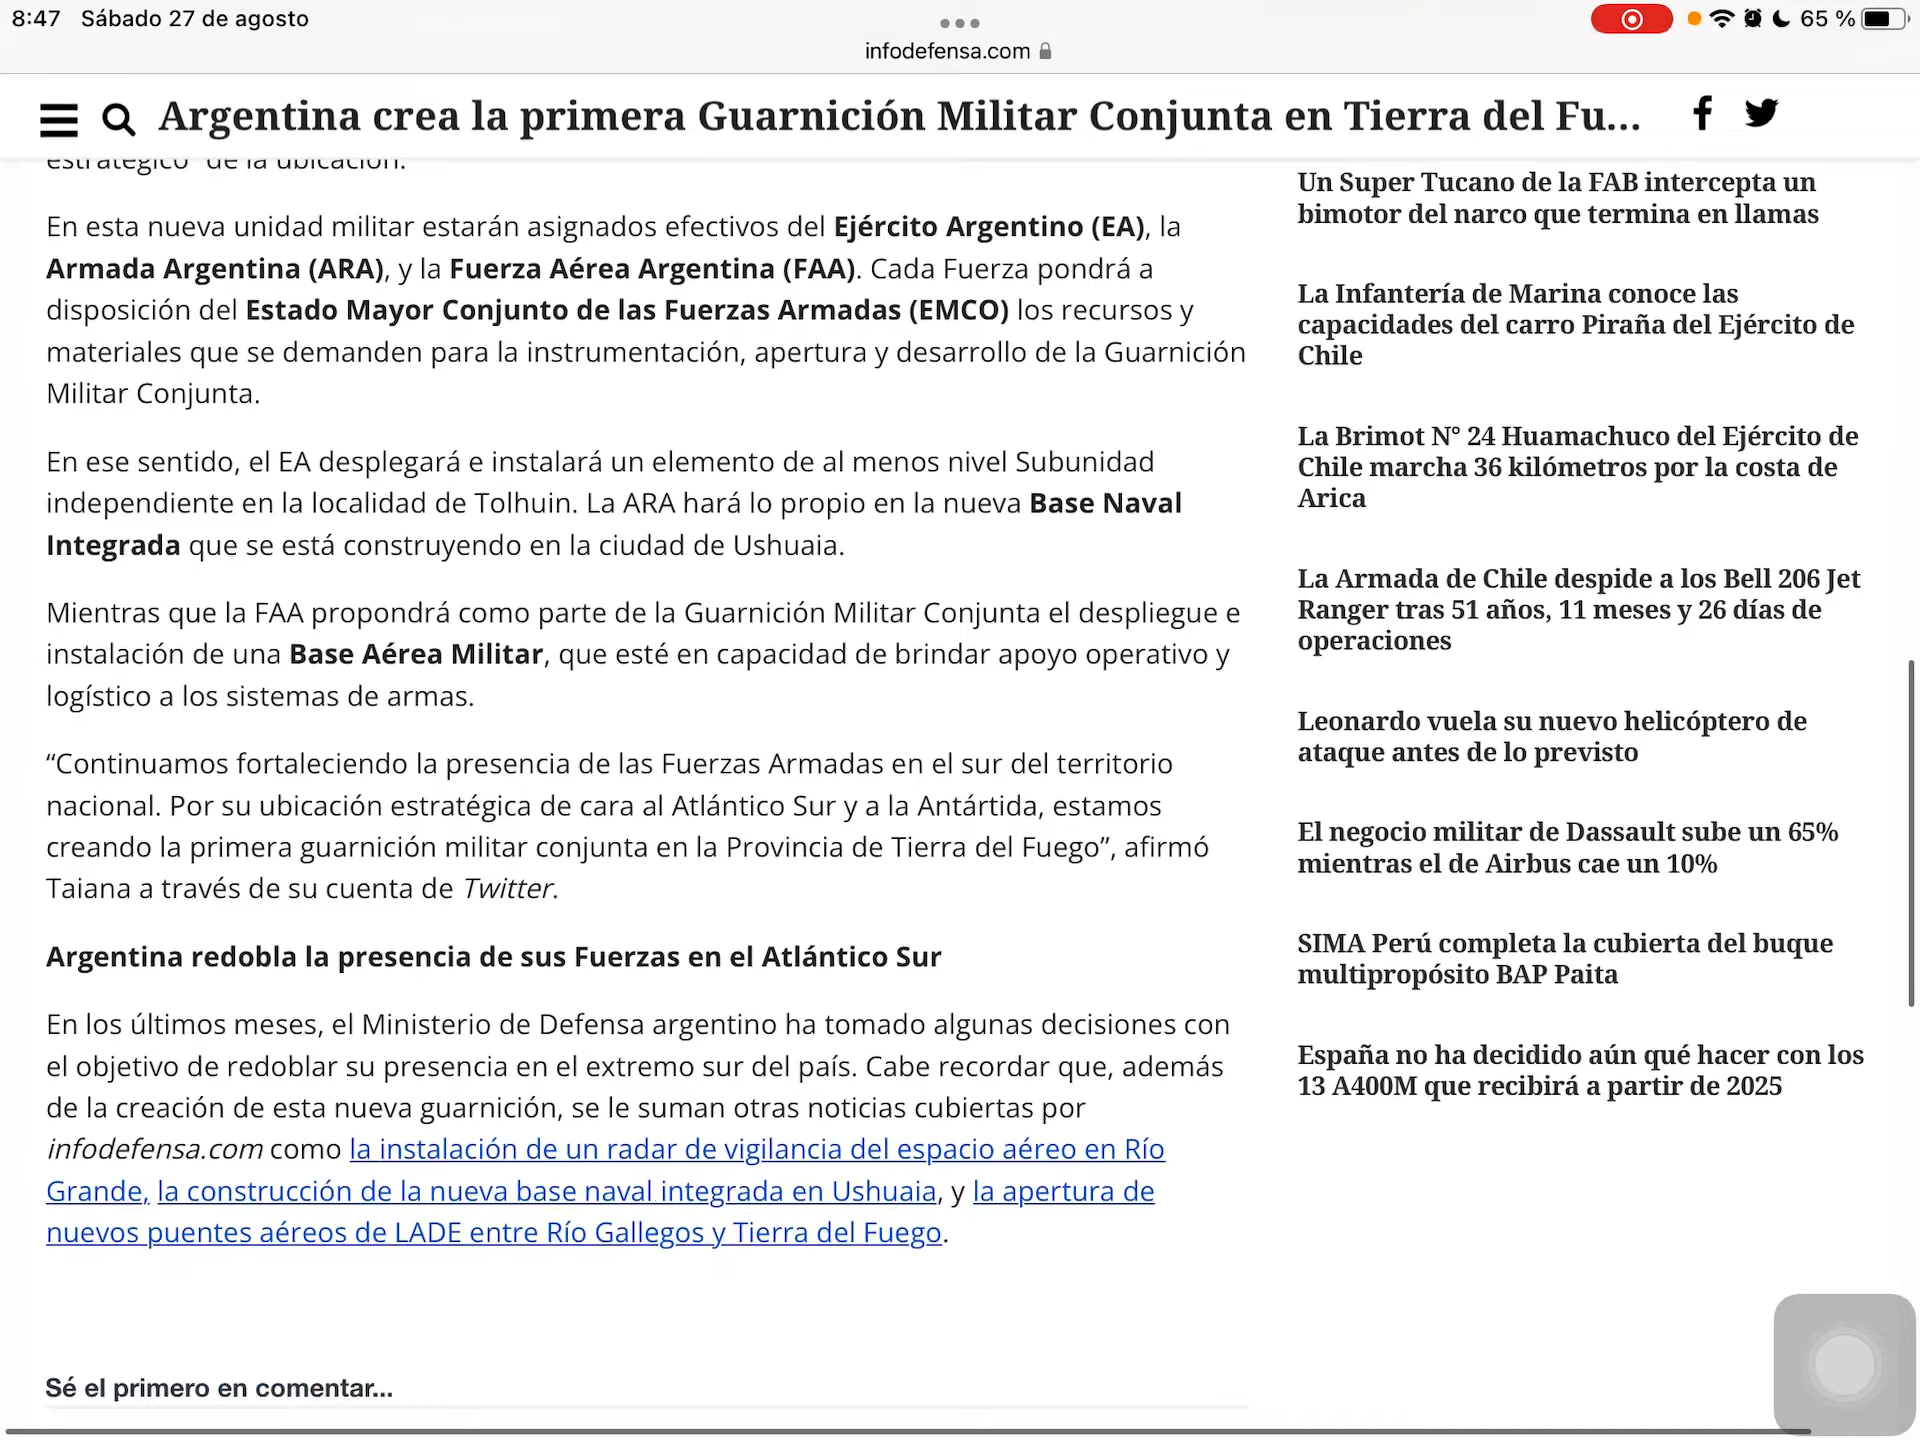 8:47 Sábado 27 de agosto
65 %
infodefensa.com
Argentina crea la primera Guarnición Militar Conjunta en Tierra del Fu...
estratégico" de la ubicación.
En esta nueva unidad militar estarán asignados efectivos del Ejército Argentino (EA), la
Armada Argentina (ARA), y la Fuerza Aérea Argentina (FAA). Cada Fuerza pondrá a
disposición del Estado Mayor Conjunto de las Fuerzas Armadas (EMCO) los recursos y
materiales que se demanden para la instrumentación, apertura y desarrollo de la Guarnición
Militar Conjunta.
En ese sentido, el EA desplegará e instalará un elemento de al menos nivel Subunidad
independiente en la localidad de Tolhuin. La ARA hará lo propio en la nueva Base Naval
Integrada que se está construyendo en la ciudad de Ushuaia.
Mientras que la FAA propondrá como parte de la Guarnición Militar Conjunta el despliegue e
instalación de una Base Aérea Militar, que esté en capacidad de brindar apoyo operativo y
logístico a los sistemas de armas.
“Continuamos fortaleciendo la presencia de las Fuerzas Armadas en el sur del territorio
nacional. Por su ubicación estratégica de cara al Atlántico Sur y a la Antártida, estamos
creando la primera guarnición militar conjunta en la Provincia de Tierra del Fuego”, afirmó
Taiana a través de su cuenta de Twitter.
Argentina redobla la presencia de sus Fuerzas en el Atlántico Sur
En los últimos meses, el Ministerio de Defensa argentino ha tomado algunas decisiones con
el objetivo de redoblar su presencia en el extremo sur del país. Cabe recordar que, además
de la creación de esta nueva guarnición, se le suman otras noticias cubiertas por
infodefensa.com como la instalación de un radar de vigilancia del espacio aéreo en Río
Grande, la construcción de la nueva base naval integrada en Ushuaia, y la apertura de
nuevos puentes aéreos de LADE entre Río Gallegos y Tierra del Fuego.
Sé el primero en comentar...
Un Super Tucano de la FAB intercepta un
bimotor del narco que termina en llamas
La Infantería de Marina conoce las
capacidades del carro Piraña del Ejército de
Chile
La Brimot N° 24 Huamachuco del Ejército de
Chile marcha 36 kilómetros por la costa de
Arica
La Armada de Chile despide a los Bell 206 Jet
Ranger tras 51 años, 11 meses y 26 días de
operaciones
Leonardo vuela su nuevo helicóptero de
ataque antes de lo previsto
El negocio militar de Dassault sube un 65%
mientras el de Airbus cae un 10%
SIMA Perú completa la cubierta del buque
multipropósito BAP Paita
España no ha decidido aún qué hacer con los
13 A400M que recibirá a partir de 2025